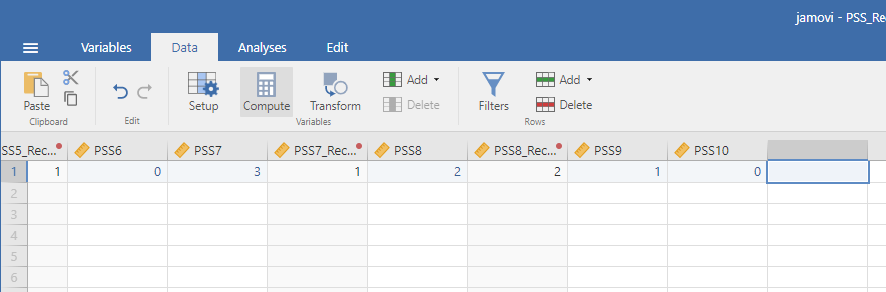 jamovi - PSS_Rec
Variables Data Analyses Edit
Paste
Clipboard
Edit
Setup Compute Transform Add Delete
Variables
Filters Add Delete
Rows
SS5_Rec... PSS6 PSS7 PSS7_Rec... PSS8 PSS8_Rec... PSS9 PSS10
1 1 0 3 1 2 2 1 0
2
3
4
5
6